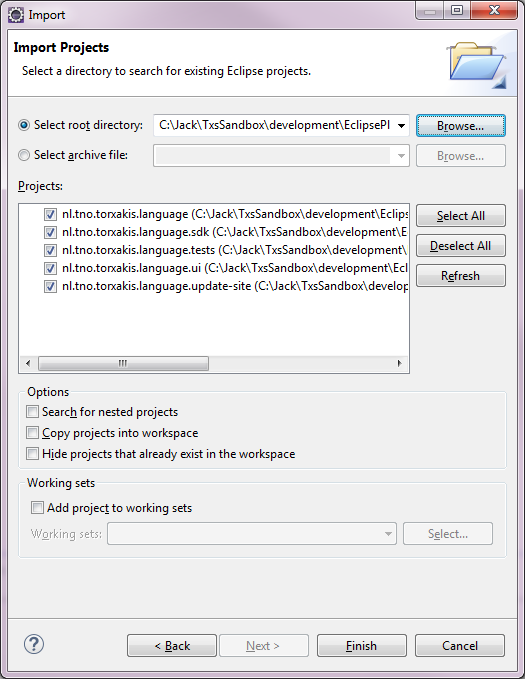 Import
Import Projects
Select a directory to search for existing Eclipse projects.
Select root directory: C:\Jack\TxsSandbox\development\EclipsePl Browse...
Select archive file: Browse...
Projects:
nl.tno.torxakis.language (C:\Jack\TxsSandbox\development\Eclips Select All
nl.tno.torxakis.language.sdk (C:\Jack\TxsSandbox\development\E
nl.tno.torxakis.language.tests (C:\Jack\TxsSandbox\development\ Deselect All
nl.tno.torxakis.language.ui (C:\Jack\TxsSandbox\development\Ecl Refresh
nl.tno.torxakis.language.update-site (C:\Jack\TxsSandbox\develop
Options
Search for nested projects
Copy projects into workspace
Hide projects that already exist in the workspace
Working sets
Add project to working sets
Working sets: Select...
? < Back Next > Finish Cancel